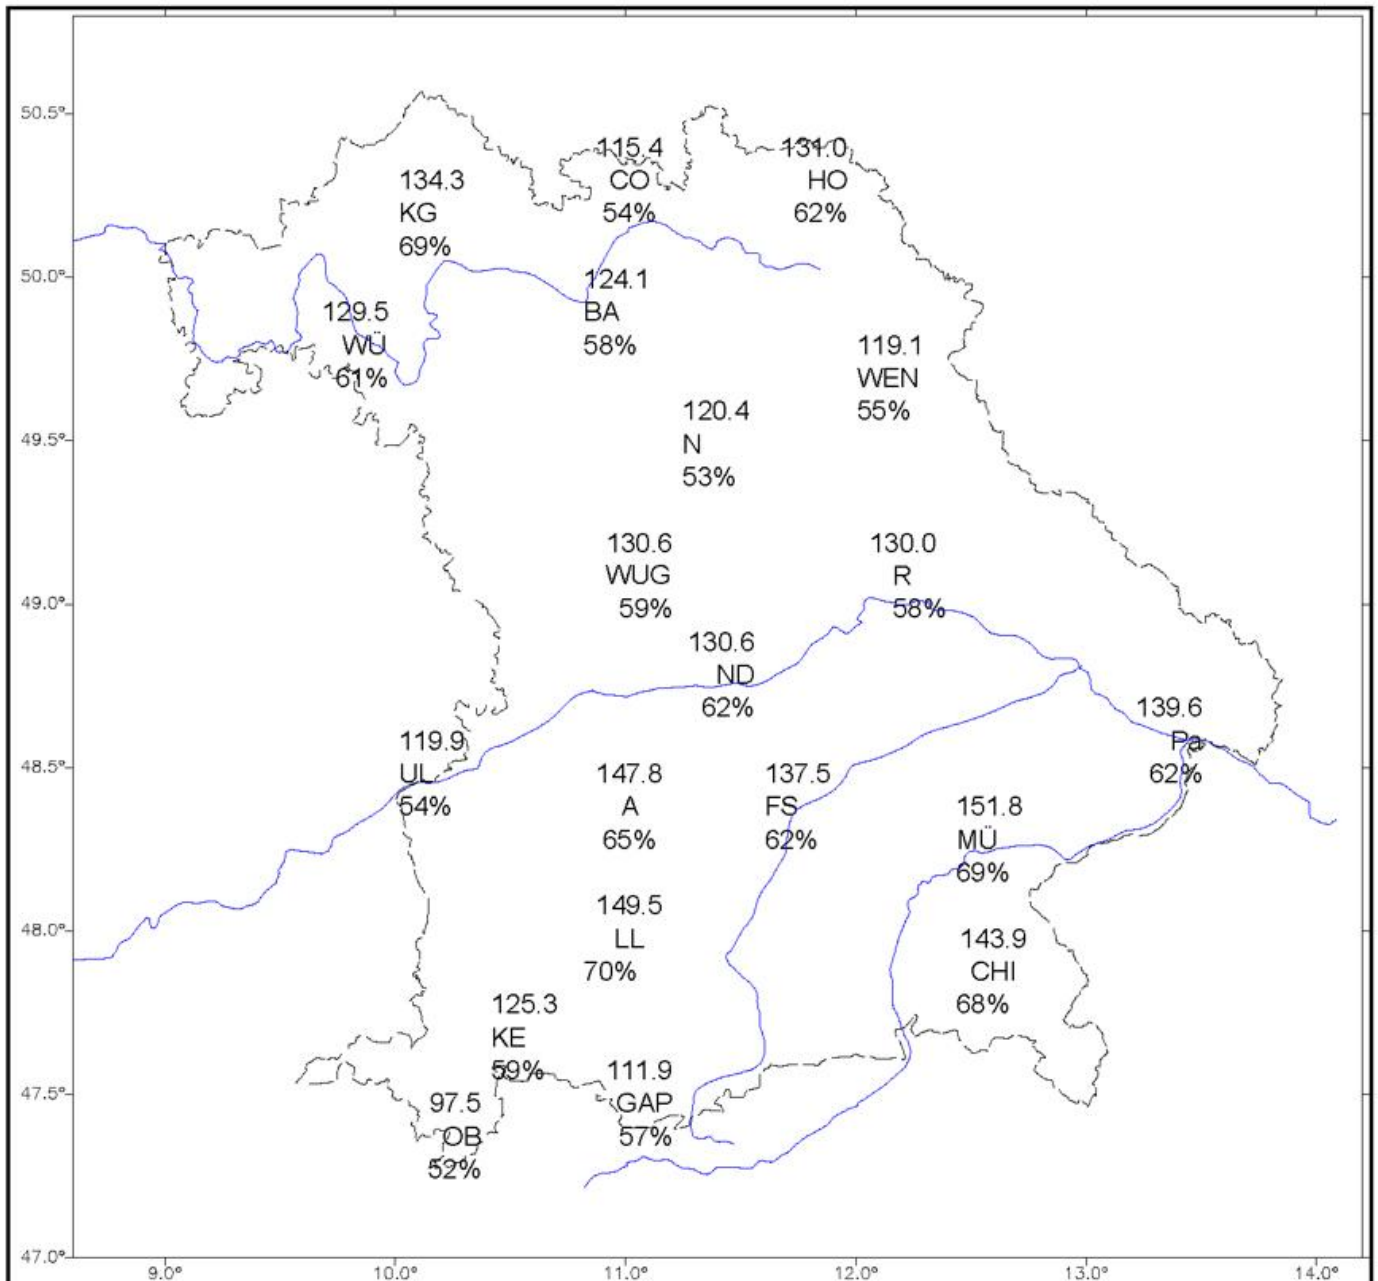 50.5°
115.4
131.0
134.3
CO
HO
KG
54%
62%
69%
50.0°
124.1
129.5
BA
WÜ
58%
119.1
61%
WEN
120.4
55%
49.5°
N
53%
130.6
130.0
WUG
R
49.0°
59%
58%
130.6
ND
62%
139.6
119.9
Pa
48.5°
UL
147.8
137.5
62%
54%
A
FS
151.8
65%
62%
MÜ
69%
149.5
48.0°
LL
143.9
70%
CHI
125.3
68%
KE
59%
111.9
47.5°
97.5
GAP
OB
57%
52%
47.0°
9.0°
10.0°
11.0°
12.0°
13.0°
14.0°